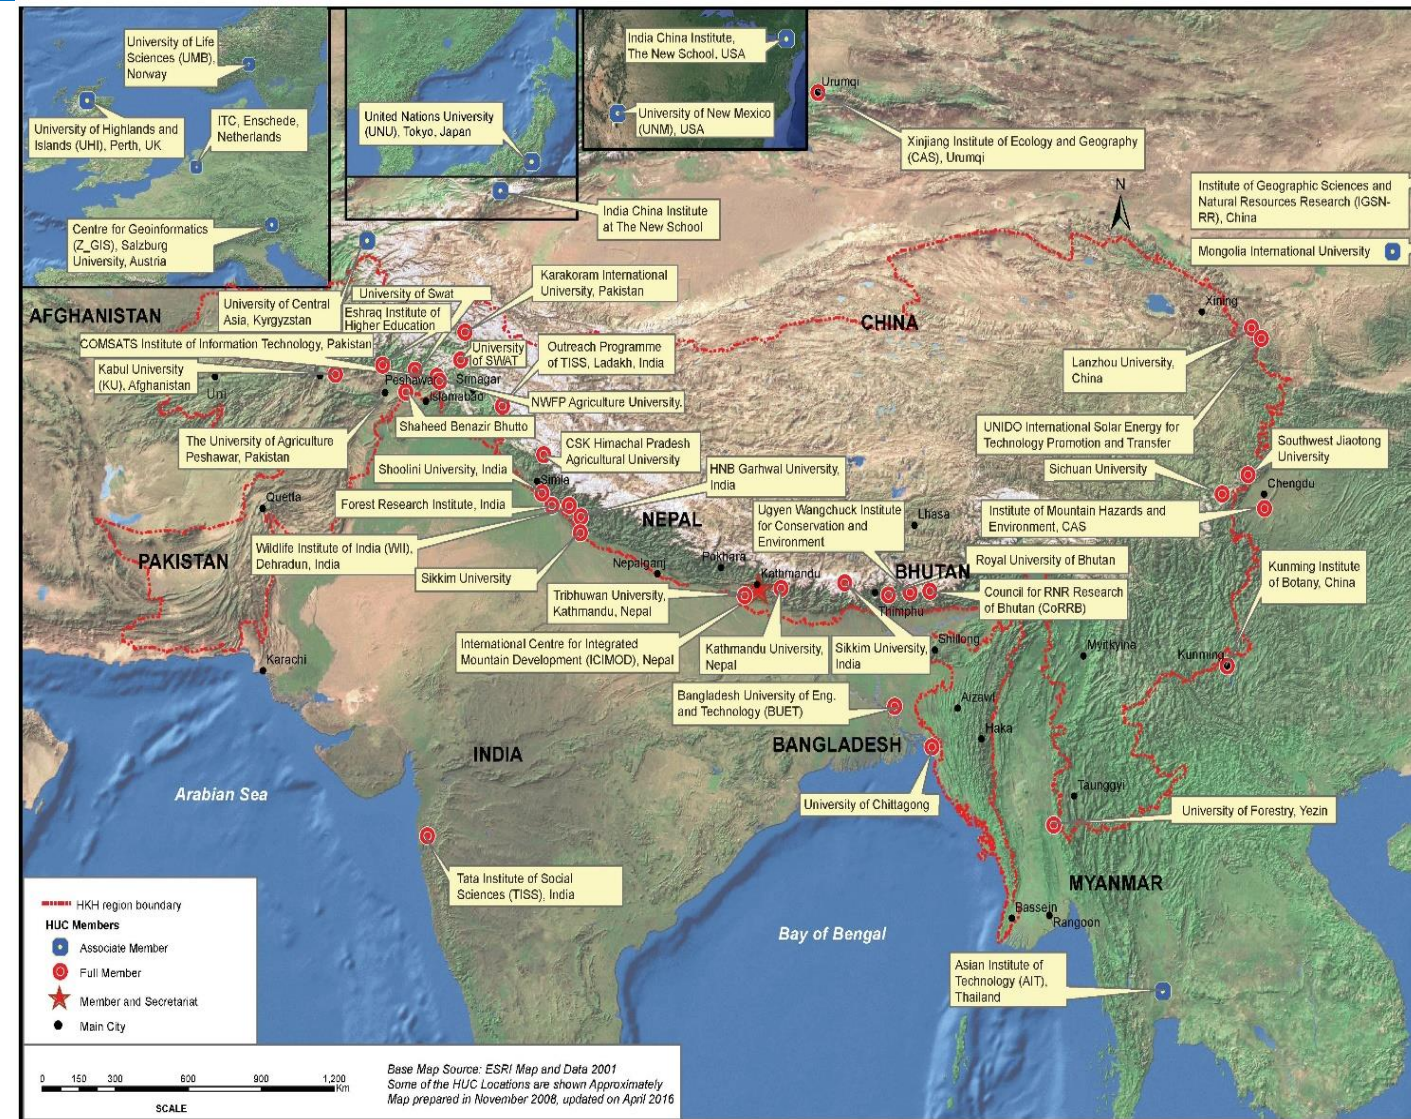 University of Life
Sciences (UMB),
Norway
University of Highlands and
Islands (UHI), Perth, UK
ITC, Enschede,
Netherlands
Centre for Geoinformatics
(Z_GIS), Salzburg
University, Austria
United Nations University
(UNU), Tokyo, Japan
India China Institute,
The New School, USA
University of New Mexico
(UNM), USA
India China Institute
at The New School
Urumqi
Xinjiang Institute of Ecology and Geography
(CAS), Urumqi
N
Institute of Geographic Sciences and
Natural Resources Research (IGSN-
RR), China
Mongolia International University
AFGHANISTAN
University of Central
Asia, Kyrgyzstan
University of Swat
Eshraq Institute of
Higher Education
Karakoram International
University, Pakistan
CHINA
Xining
COMSATS Institute of Information Technology, Pakistan
University
of SWAT
Outreach Programme
of TISS, Ladakh, India
Lanzhou University,
China
Kabul University
(KU), Afghanistan
Peshawar
Srinagar
Islamabad
NWFP Agriculture University.
Shaheed Benazir Bhutto
The University of Agriculture
Peshawar, Pakistan
UNIDO International Solar Energy for
Technology Promotion and Transfer
CSK Himachal Pradesh
Agricultural University
Southwest Jiaotong
University
Shoolini University, India
Simla
HNB Garhwal University,
India
Sichuan University
Chengdu
Quetta
Forest Research Institute, India
NEPAL
Ugyen Wangchuck Institute
for Conservation and
Environment
Lhasa
Institute of Mountain Hazards and
Environment, CAS
Wildlife Institute of India (WII),
Dehradun, India
PAKISTAN
Sikkim University
Nepalganj
Pokhara
Kathmandu
BHUTAN
Royal University of Bhutan
Kunming Institute
of Botany, China
Tribhuwan University,
Kathmandu, Nepal
Thimphu
Council for RNR Research
of Bhutan (CoRRB)
International Centre for Integrated
Mountain Development (ICIMOD), Nepal
Kathmandu University,
Nepal
Sikkim University,
India
Shillong
Myitkyina
Kunming
Karachi
Bangladesh University of Eng.
and Technology (BUET)
Aizawl
Haka
INDIA
BANGLADESH
Arabian Sea
University of Chittagong
Taunggyi
University of Forestry, Yezin
Tata Institute of Social
Sciences (TISS), India
MYANMAR
Bassein
Rangoon
Bay of Bengal
Asian Institute of
Technology (AIT),
Thailand
HKH region boundary
HUC Members
Associate Member
Full Member
Member and Secretariat
Main City
0 150 300 600 900 1,200
Km
SCALE
Base Map Source: ESRI Map and Data 2001
Some of the HUC Locations are shown Approximately
Map prepared in November 2008, updated on April 2016